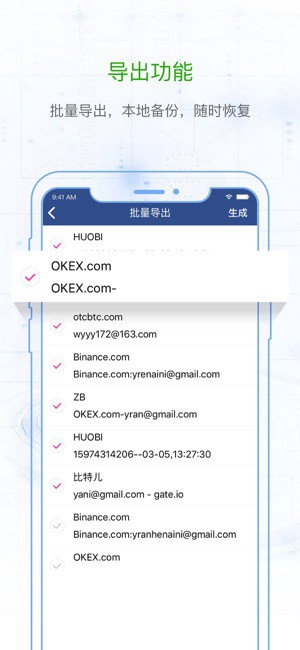 导出功能
批量导出，本地备份，随时恢复
9:41 AM
批量导出
生成
HUOBI
OKEX.com
OKEX.com-
otcbtc.com
wyyy172@163.com
Binance.com
Binance.com:yrenaini@gmail.com
ZB
OKEX.com-yran@gmail.com
HUOBI
15974314206--03-05,13:27:30
比特儿
yani@gmail.com - gate.io
Binance.com
Binance.com:yranhenaini@gmail.com
OKEX.com